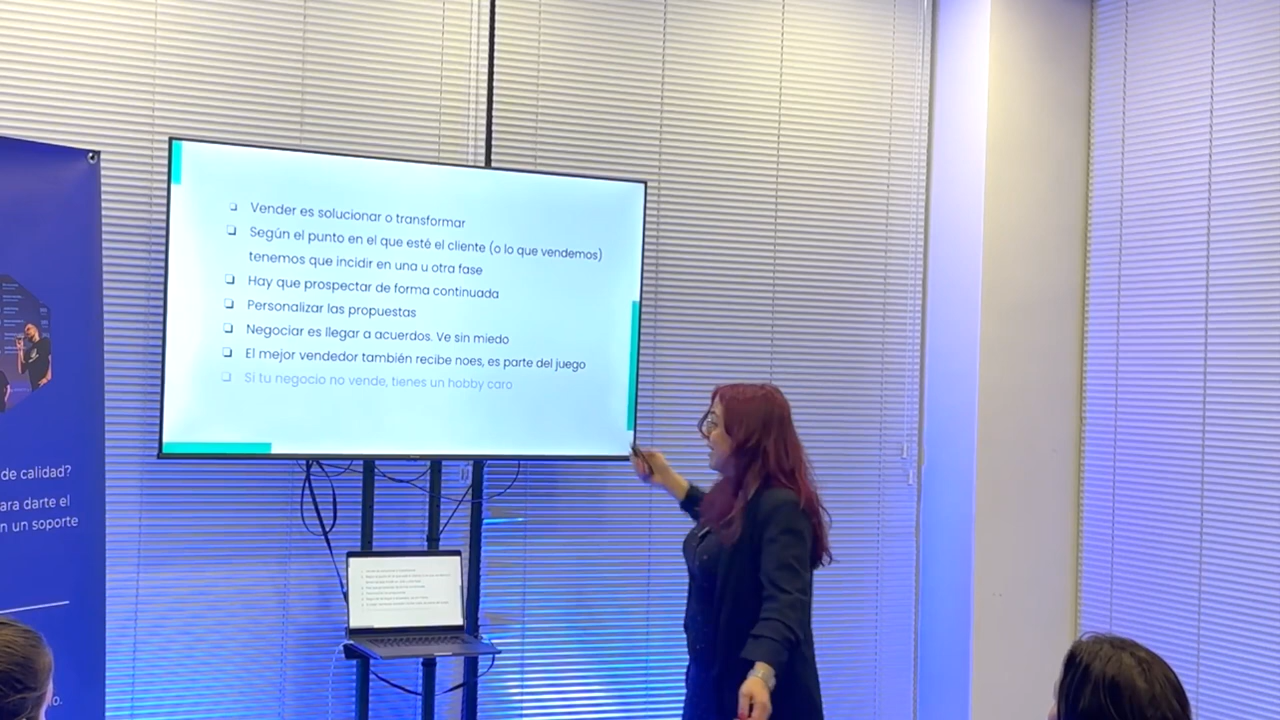 Vender es solucionar o transformar
Según el punto en el que esté el cliente (o lo que vendemos)
tenemos que incidir en una u otra fase
Hay que prospectar de forma continuada
Personalizar las propuestas
Negociar es llegar a acuerdos. Ve sin miedo
El mejor vendedor también recibe noes, es parte del juego
Si tu negocio no vende, tienes un hobby caro
de calidad?
ara darte el
n un soporte